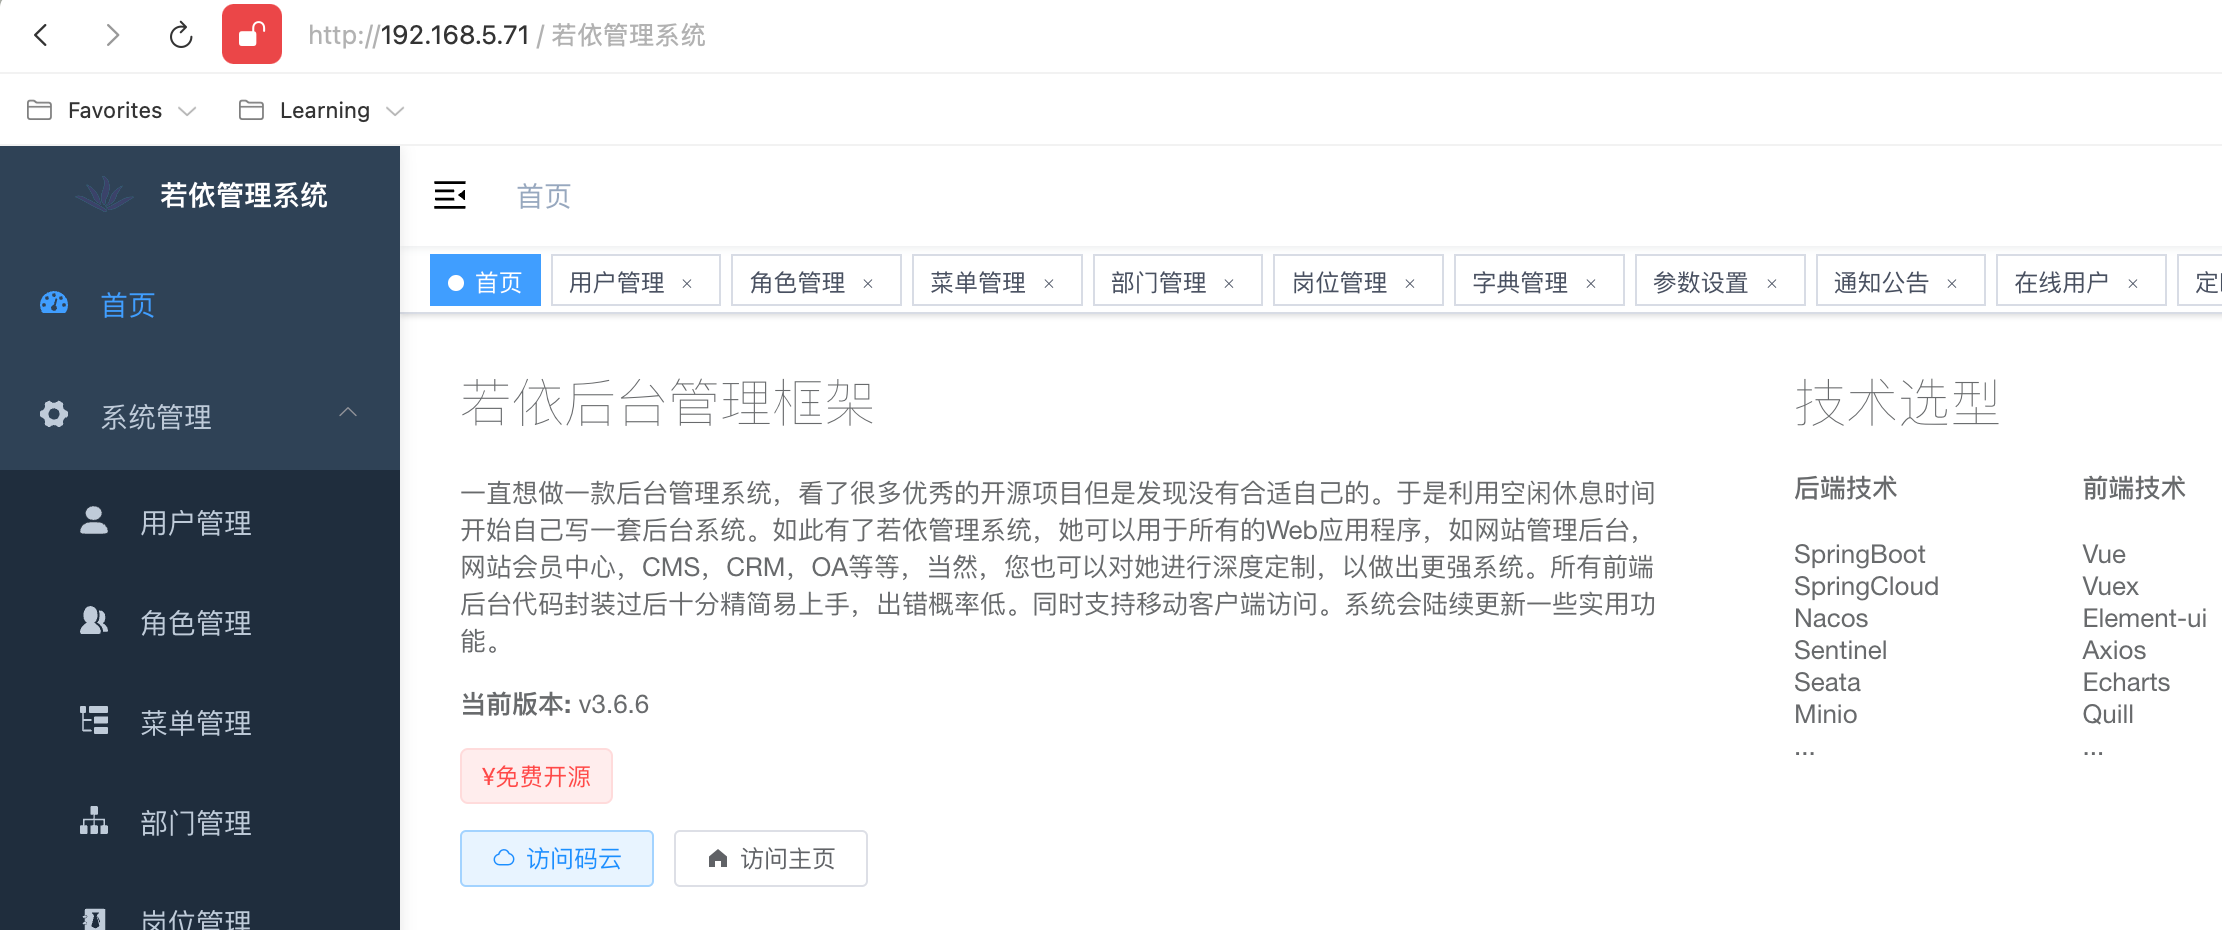 http://192.168.5.71 / 若依管理系统
Favorites
Learning
若依管理系统
首页
系统管理
用户管理
角色管理
菜单管理
部门管理
岗位管理
首页
首页
用户管理 ×
角色管理 ×
菜单管理 ×
部门管理 ×
岗位管理 ×
字典管理 ×
参数设置 ×
通知公告 ×
在线用户 ×
定
若依后台管理框架
一直想做一款后台管理系统，看了很多优秀的开源项目但是发现没有合适自己的。于是利用空闲休息时间
开始自己写一套后台系统。如此有了若依管理系统，她可以用于所有的Web应用程序，如网站管理后台，
网站会员中心，CMS，CRM，OA等等，当然，您也可以对她进行深度定制，以做出更强系统。所有前端
后台代码封装过后十分精简易上手，出错概率低。同时支持移动客户端访问。系统会陆续更新一些实用功
能。
当前版本: v3.6.6
¥免费开源
访问码云
访问主页
技术选型
后端技术
SpringBoot
SpringCloud
Nacos
Sentinel
Seata
Minio
...
前端技术
Vue
Vuex
Element-ui
Axios
Echarts
Quill
...